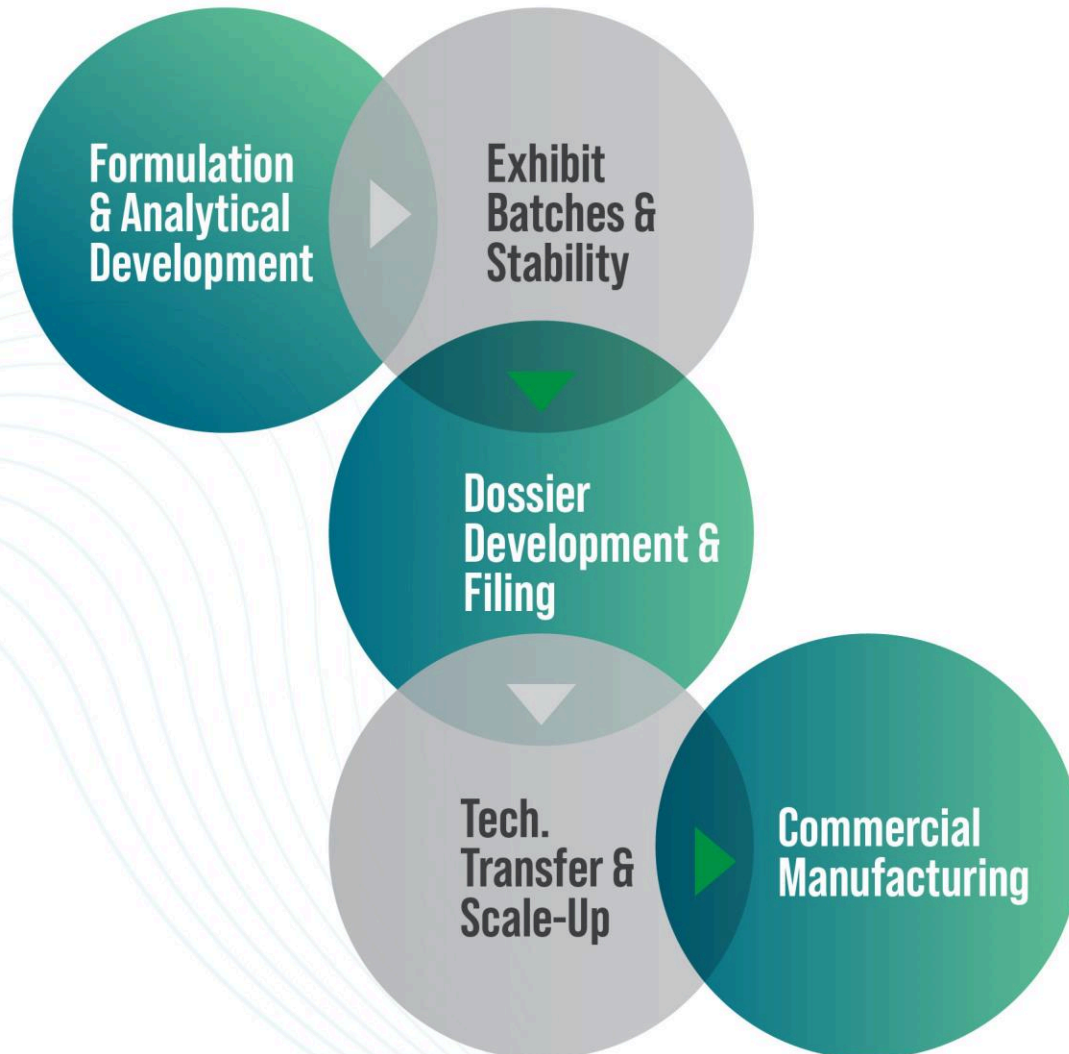 Formulation
& Analytical
Development
Exhibit
Batches &
Stability
Dossier
Development &
Filing
Tech.
Transfer &
Scale-Up
Commercial
Manufacturing